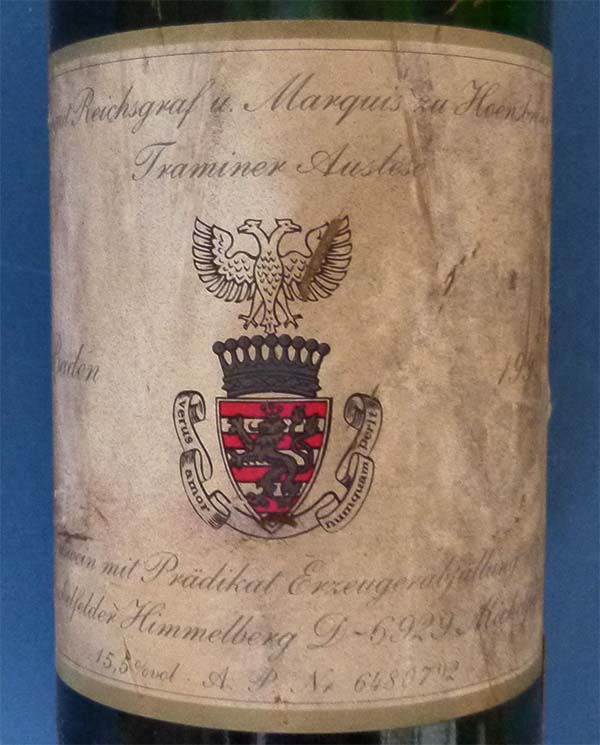 Reichsgraf u. Marquis zu
Traminer Auslese
Baden
verus amor numquam perit
mit Prädikat Erzeugerabfüllung
Himmelberg D-6929
15,5%vol A. P. Nr 6480792